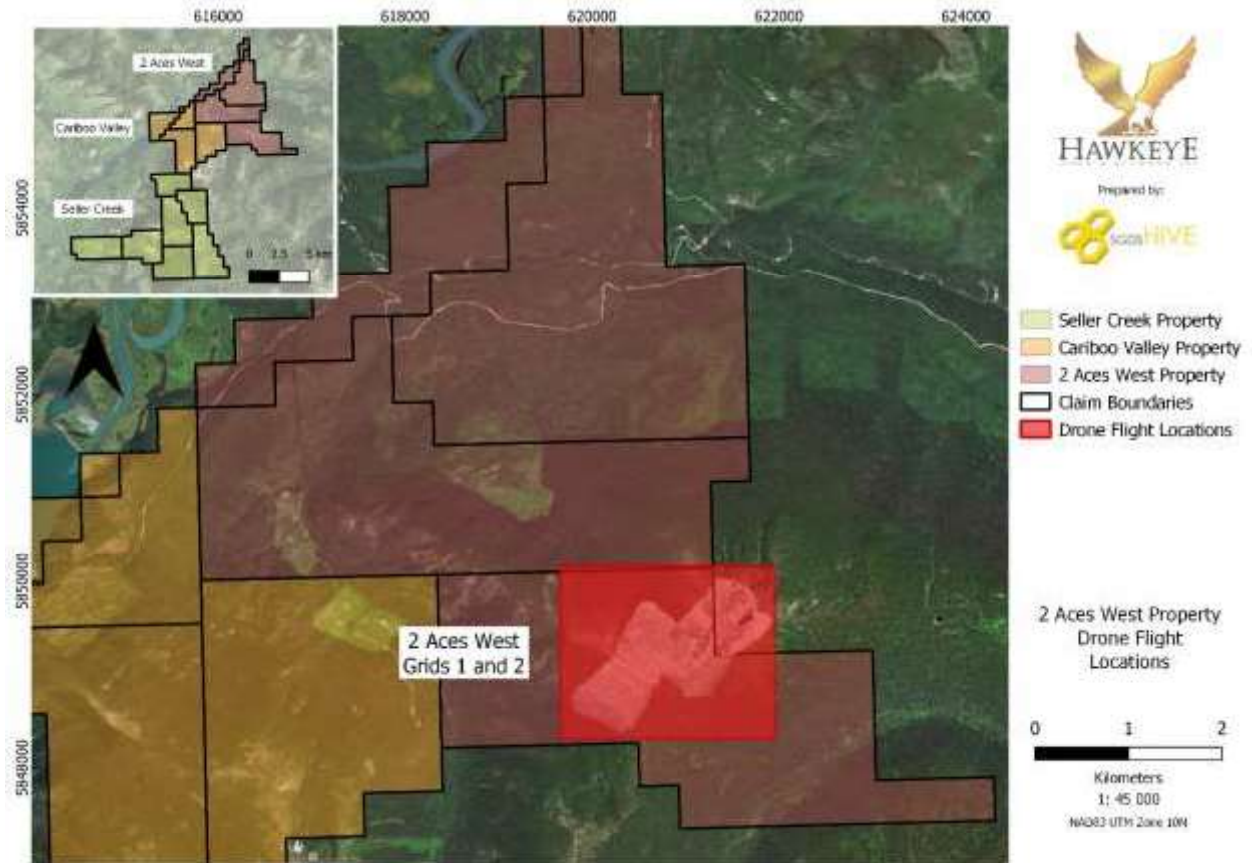 616000
618000
620000
622000
624000
2 Aces West
Cariboo Valley
Seller Creek
0 2.5 5 km
5854000
5852000
5850000
5848000
2 Aces West
Grids 1 and 2
HAWKEYE
Prepared by:
HIVE
Seller Creek Property
Cariboo Valley Property
2 Aces West Property
Claim Boundaries
Drone Flight Locations
2 Aces West Property
Drone Flight
Locations
0 1 2
Kilometers
1: 45 000
NAD83 UTM Zone 10N